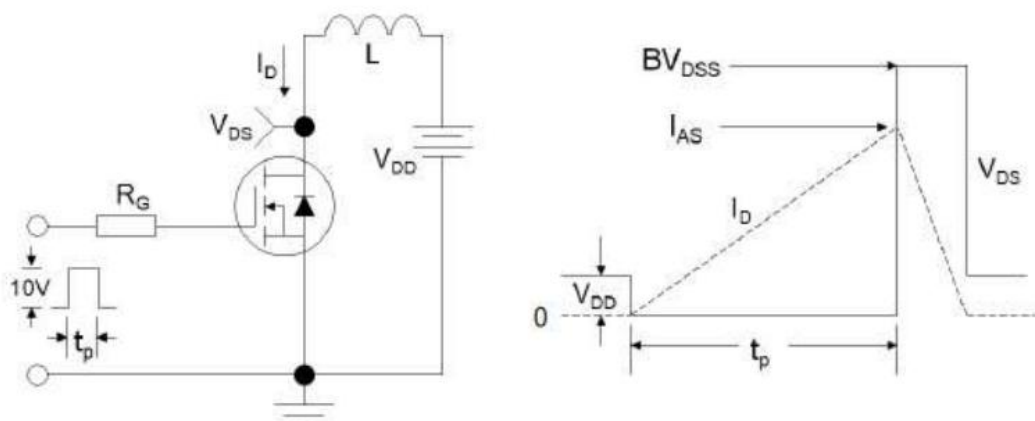 I_D
L
V_DS
V_DD
R_G
10V
t_p
BV_DSS
I_AS
V_DS
I_D
V_DD
0
t_p